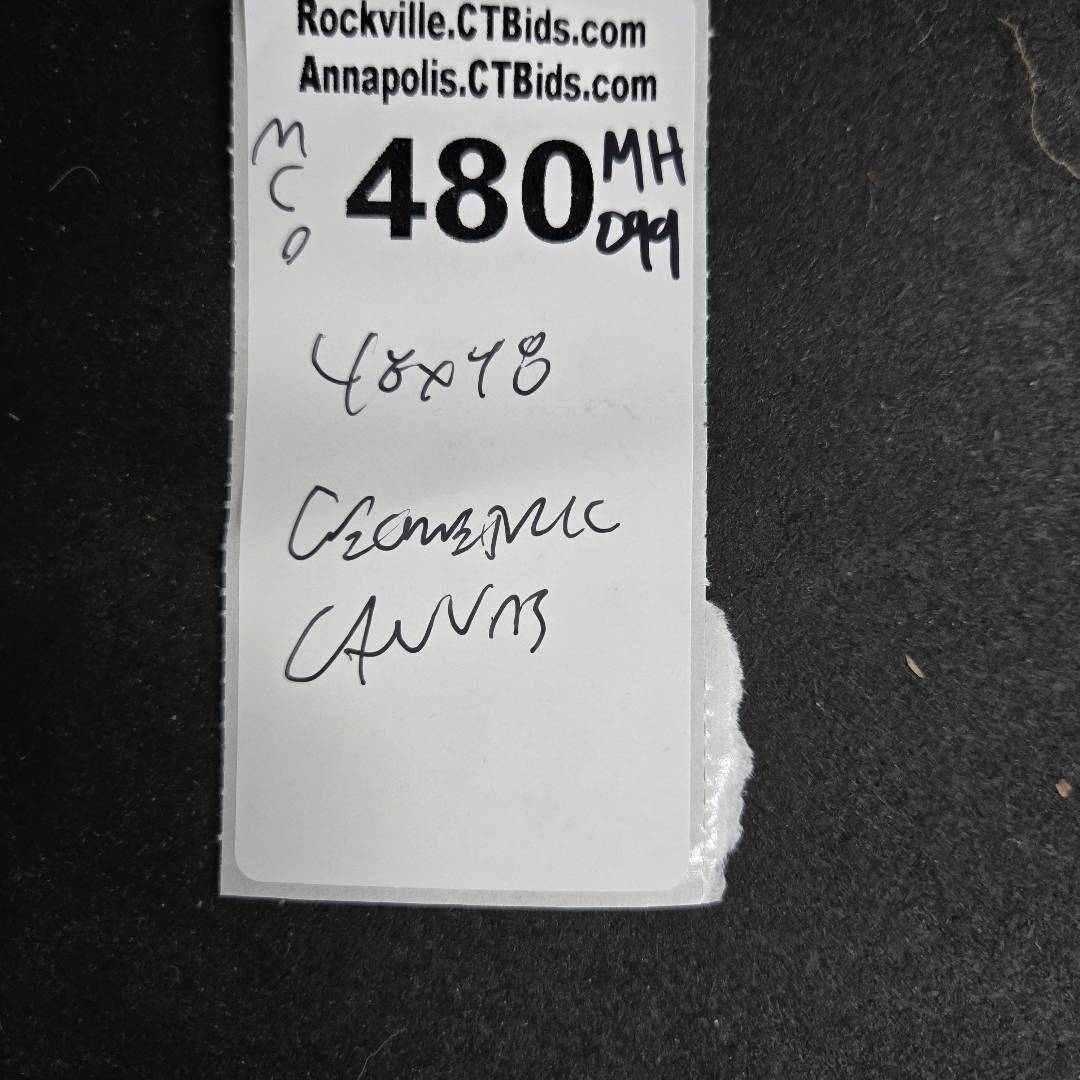 Rockville.CTBids.com
Annapolis.CTBids.com
MCO 480 MH
099
48x48
GEOMETRIC
CANVAS